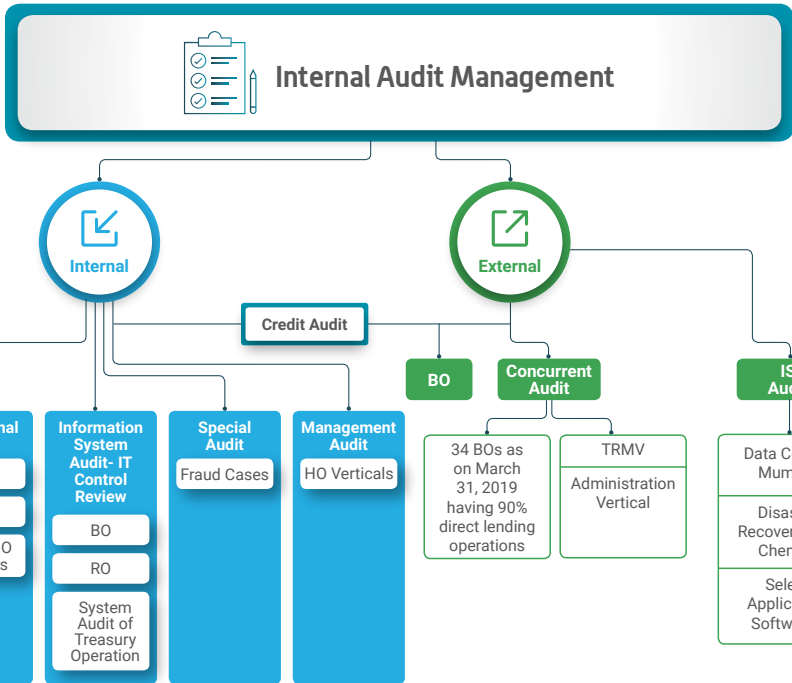 Internal Audit Management
Internal
External
Credit Audit
BO
Concurrent
Audit
Information
System
Audit- IT
Control
Review
BO
RO
System
Audit of
Treasury
Operation
Special
Audit
Fraud Cases
Management
Audit
HO Verticals
34 BOs as
on March
31, 2019
having 90%
direct lending
operations
TRMV
Administration
Vertical
Data